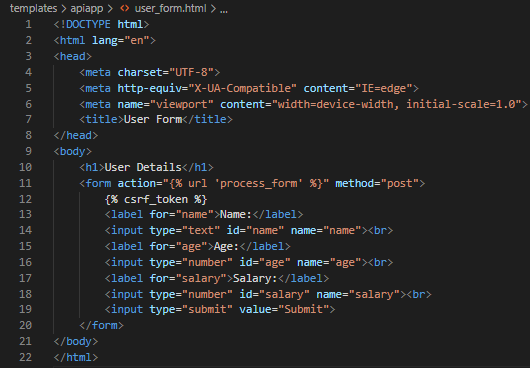 templates > apiapp > <> user_form.html > ...
1 <!DOCTYPE html>
2 <html lang="en">
3 <head>
4 <meta charset="UTF-8">
5 <meta http-equiv="X-UA-Compatible" content="IE=edge">
6 <meta name="viewport" content="width=device-width, initial-scale=1.0">
7 <title>User Form</title>
8 </head>
9 <body>
10 <h1>User Details</h1>
11 <form action="{% url 'process_form' %}" method="post">
12 {% csrf_token %}
13 <label for="name">Name:</label>
14 <input type="text" id="name" name="name"><br>
15 <label for="age">Age:</label>
16 <input type="number" id="age" name="age"><br>
17 <label for="salary">Salary:</label>
18 <input type="number" id="salary" name="salary"><br>
19 <input type="submit" value="Submit">
20 </form>
21 </body>
22 </html>